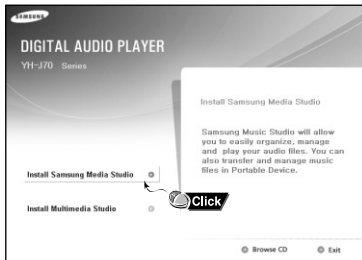 SAMSUNG
DIGITAL AUDIO PLAYER
YH-J70 Series
Install Samsung Media Studio
Samsung Music Studio will allow
you to easily organize, manage
and play your audio files. You can
also transfer and manage music
files in Portable Device.
Install Samsung Media Studio
Click
Install Multimedia Studio
Browse CD
Exit